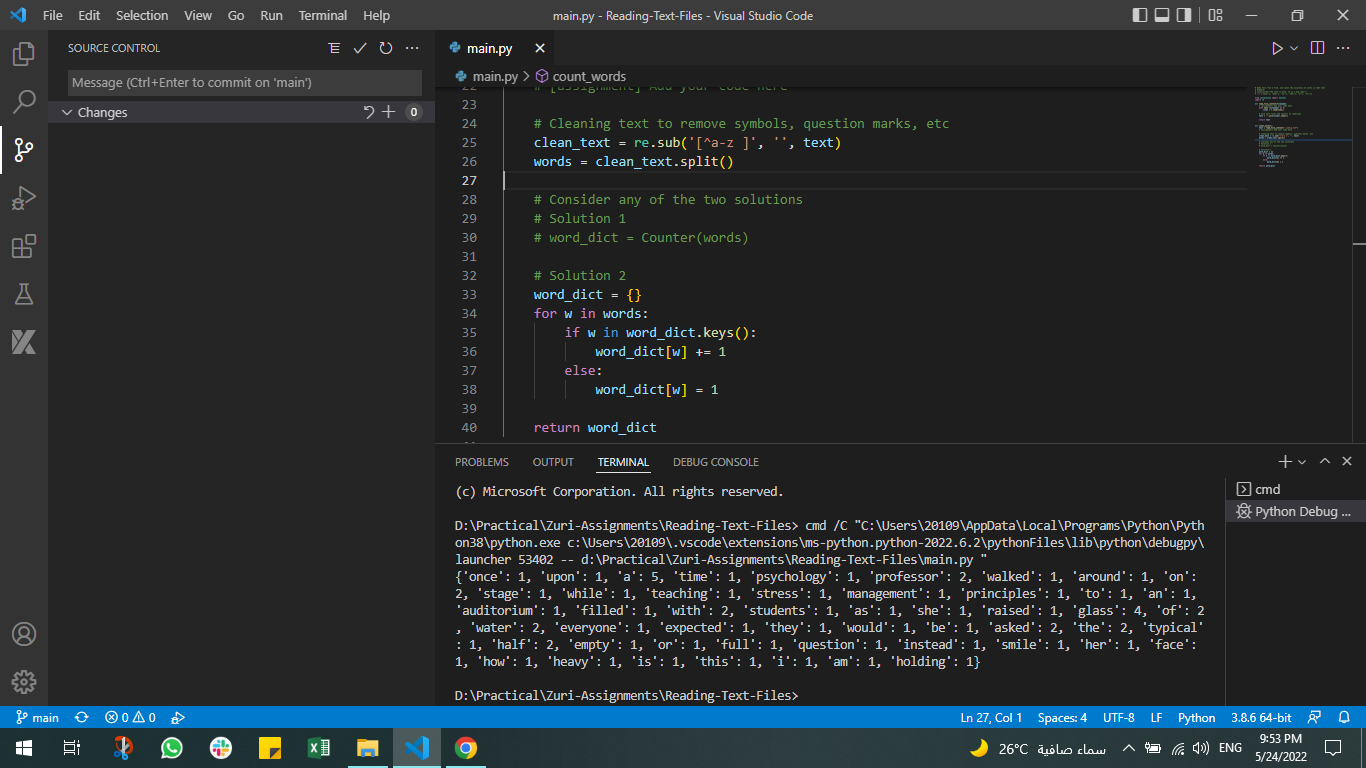 File Edit Selection View Go Run Terminal Help
main.py - Reading-Text-Files - Visual Studio Code
SOURCE CONTROL
Message (Ctrl+Enter to commit on 'main')
Changes
0
main.py
main.py > count_words
22 # [assignment] Add your code here
23
24 # Cleaning text to remove symbols, question marks, etc
25 clean_text = re.sub('[^a-z ]', '', text)
26 words = clean_text.split()
27
28 # Consider any of the two solutions
29 # Solution 1
30 # word_dict = Counter(words)
31
32 # Solution 2
33 word_dict = {}
34 for w in words:
35 if w in word_dict.keys():
36 word_dict[w] += 1
37 else:
38 word_dict[w] = 1
39
40 return word_dict
PROBLEMS OUTPUT TERMINAL DEBUG CONSOLE
(c) Microsoft Corporation. All rights reserved.
D:\Practical\Zuri-Assignments\Reading-Text-Files> cmd /C "C:\Users\20109\AppData\Local\Programs\Python\Pyth
on38\python.exe c:\Users\20109\.vscode\extensions\ms-python.python-2022.6.2\pythonFiles\lib\python\debugpy\
launcher 53402 -- d:\Practical\Zuri-Assignments\Reading-Text-Files\main.py "
{'once': 1, 'upon': 1, 'a': 5, 'time': 1, 'psychology': 1, 'professor': 2, 'walked': 1, 'around': 1, 'on':
2, 'stage': 1, 'while': 1, 'teaching': 1, 'stress': 1, 'management': 1, 'principles': 1, 'to': 1, 'an': 1,
'auditorium': 1, 'filled': 1, 'with': 2, 'students': 1, 'as': 1, 'she': 1, 'raised': 1, 'glass': 4, 'of': 2
, 'water': 2, 'everyone': 1, 'expected': 1, 'they': 1, 'would': 1, 'be': 1, 'asked': 2, 'the': 2, 'typical'
: 1, 'half': 2, 'empty': 1, 'or': 1, 'full': 1, 'question': 1, 'instead': 1, 'smile': 1, 'her': 1, 'face':
1, 'how': 1, 'heavy': 1, 'is': 1, 'this': 1, 'i': 1, 'am': 1, 'holding': 1}
D:\Practical\Zuri-Assignments\Reading-Text-Files>
cmd
Python Debug ...
main 0 0 Ln 27, Col 1 Spaces: 4 UTF-8 LF Python 3.8.6 64-bit
26°C سماء صافية ENG 9:53 PM
5/24/2022